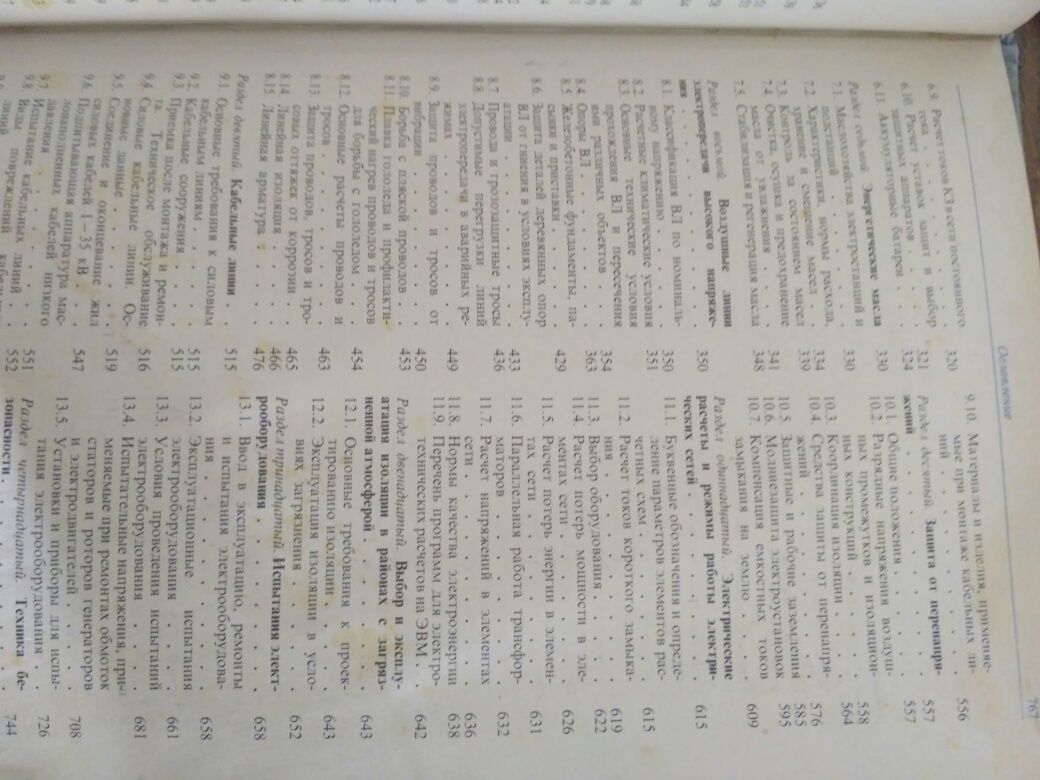 Оглавление
767
6.9. Расчет токов КЗ в сети постоянного
тока . . . . . . . . . 320
6.10. Расчет уставок защит и выбор
защитных аппаратов . . . . . 321
6.11. Аккумуляторные батареи . . . 324
Раздел седьмой. Энергетические масла 330
7.1. Маслохозяйства электростанций и
подстанций . . . . . . . 330
7.2. Характеристики, нормы расхода,
хранение и смешение масел . . 334
7.3. Контроль за состоянием масел 339
7.4. Очистка, осушка и предохранение
масла от увлажнения . . . . 341
7.5. Стабилизация и регенерация масла 348
Раздел восьмой. Воздушные линии
электропередачи высокого напряже-
ния . . . . . . . . . . 350
8.1. Классификация ВЛ по номиналь-
ному напряжению . . . . . 350
8.2. Расчетные климатические условия 351
8.3. Основные технические условия
прохождения ВЛ и пересечения
ими различных объектов . . . 354
8.4. Опоры ВЛ . . . . . . . 363
8.5. Железобетонные фундаменты, па-
сынки и приставки . . . . . 429
8.6. Защита деталей деревянных опор
ВЛ от гниения в условиях эксплу-
атации . . . . . . . . 433
8.7. Провода и грозозащитные тросы 436
8.8. Допустимые перегрузки линий
электропередачи в аварийных ре-
жимах . . . . . . . . 449
8.9. Защита проводов и тросов от
вибрации . . . . . . . 450
8.10. Борьба с пляской проводов . . 453
8.11. Плавка гололеда и профилакти-
ческий нагрев проводов и тросов
для борьбы с гололедом . . . 454
8.12. Основные расчеты проводов и
тросов . . . . . . . . 463
8.13. Защита проводов, тросов и тро-
совых оттяжек от коррозии . . 465
8.14. Линейная изоляция . . . . 466
8.15. Линейная арматура . . . . 476
Раздел девятый. Кабельные линии 515
9.1. Основные требования к силовым
кабельным линиям . . . . . 515
9.2. Кабельные сооружения . . . 515
9.3. Приемка после монтажа и ремон-
та. Техническое обслуживание 516
9.4. Силовые кабельные линии. Ос-
новные данные . . . . . . 519
9.5. Соединение и оконцевание жил
силовых кабелей 1—35 кВ . . 547
9.6. Подпитывающая аппаратура мас-
лонаполненных кабелей низкого
давления . . . . . . . 551
9.7. Испытание кабельных линий . 552
9.8. Виды повреждений
9.10. Материалы и изделия, применяе-
мые при монтаже кабельных ли-
ний . . . . . . . . . 556
Раздел десятый. Защита от перенапря-
жений . . . . . . . . . 557
10.1. Общие положения . . . . . 557
10.2. Разрядные напряжения воздуш-
ных промежутков и изоляцион-
ных конструкций . . . . . 558
10.3. Координация изоляции . . . 564
10.4. Средства защиты от перенапря-
жений . . . . . . . . 576
10.5. Защитные и рабочие заземления 585
10.6. Молниезащита электроустановок 595
10.7. Компенсация емкостных токов
замыкания на землю . . . . 609
Раздел одиннадцатый. Электрические
расчеты и режимы работы электри-
ческих сетей . . . . . . . 615
11.1. Буквенные обозначения и опреде-
ление параметров элементов рас-
четных схем . . . . . . 615
11.2. Расчет токов короткого замыка-
ния . . . . . . . . . 619
11.3. Выбор оборудования . . . . 622
11.4. Расчет потерь мощности в эле-
ментах сети . . . . . . 626
11.5. Расчет потерь энергии в элемен-
тах сети . . . . . . . 631
11.6. Параллельная работа трансфор-
маторов . . . . . . . 632
11.7. Расчет напряжений в элементах
сети . . . . . . . . . 636
11.8. Нормы качества электроэнергии 638
11.9. Перечень программ для электро-
технических расчетов на ЭВМ . 642
Раздел двенадцатый. Выбор и эксплу-
атация изоляции в районах с загряз-
ненной атмосферой . . . . . 643
12.1. Основные требования к проек-
тированию изоляции . . . . 643
12.2. Эксплуатация изоляции в усло-
виях загрязнения . . . . . 652
Раздел тринадцатый. Испытания элект-
рооборудования . . . . . . 658
13.1. Ввод в эксплуатацию, ремонты
и испытания электрооборудова-
ния . . . . . . . . . 658
13.2. Эксплуатационные испытания
электрооборудования . . . . 661
13.3. Условия проведения испытаний
электрооборудования . . . . 681
13.4. Испытательные напряжения, при-
меняемые при ремонтах обмоток
статоров и роторов генераторов
и электродвигателей . . . . 708
13.5. Установки и приборы для испы-
тания электрооборудования . . 726
Раздел четырнадцатый. Техника бе-
зопасности . . . . . . . 744